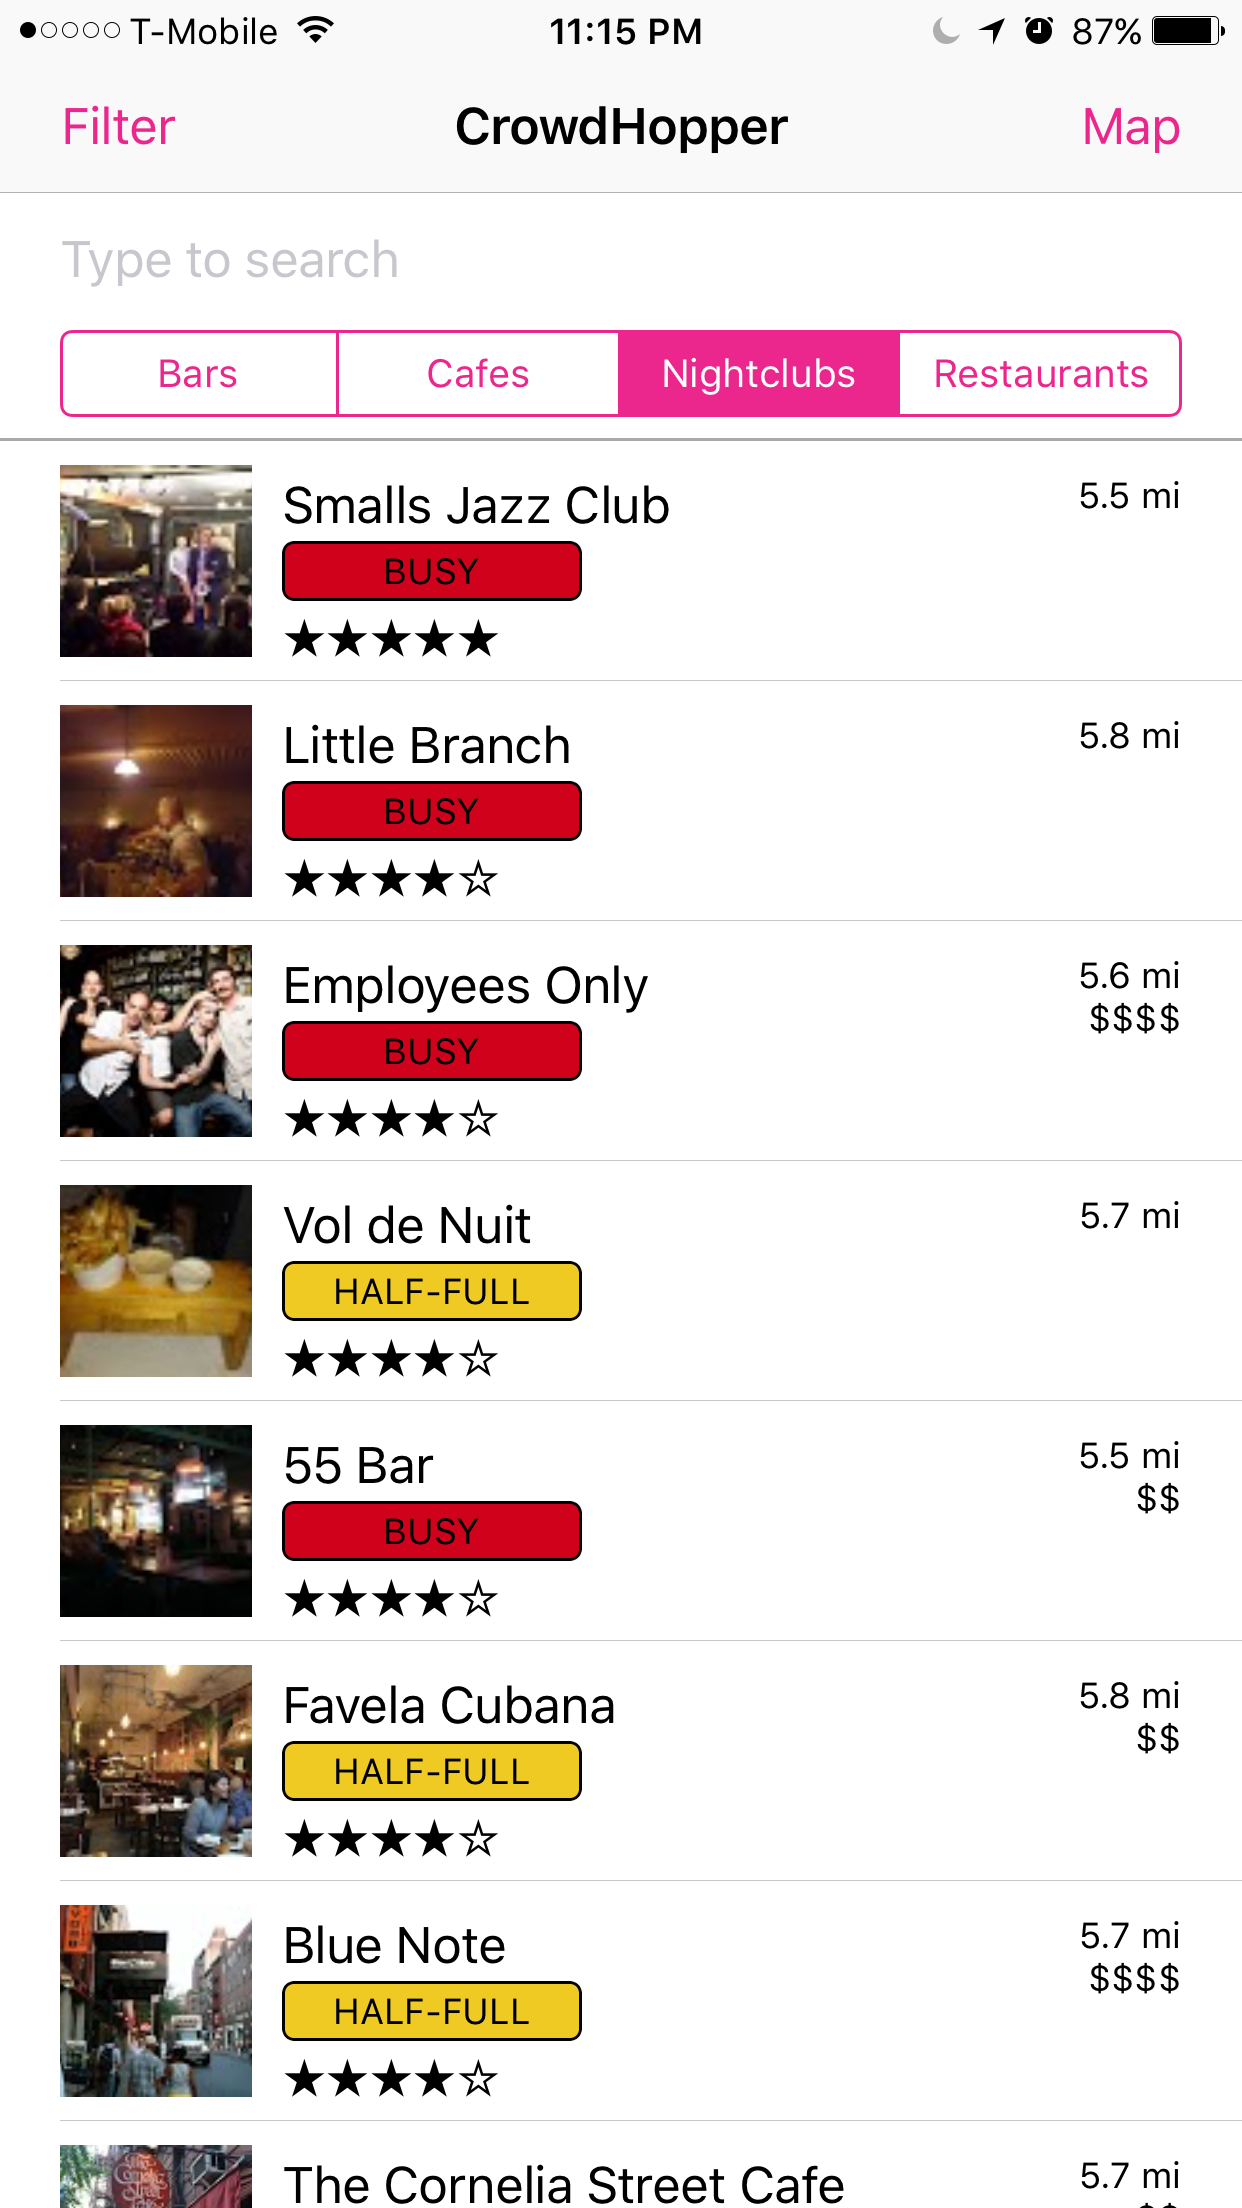 T-Mobile 11:15 PM 87%
Filter CrowdHopper Map
Type to search
Bars Cafes Nightclubs Restaurants
Smalls Jazz Club 5.5 mi
BUSY
★★★★★
Little Branch 5.8 mi
BUSY
★★★★☆
Employees Only 5.6 mi
BUSY $$$$
★★★★☆
Vol de Nuit 5.7 mi
HALF-FULL
★★★★☆
55 Bar 5.5 mi
BUSY $$
★★★★☆
Favela Cubana 5.8 mi
HALF-FULL $$
★★★★☆
Blue Note 5.7 mi
HALF-FULL $$$$
★★★★☆
The Cornelia Street Cafe 5.7 mi